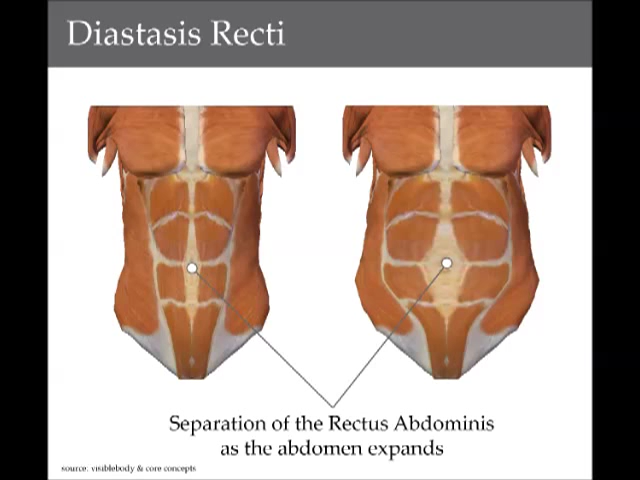 Diastasis Recti
Separation of the Rectus Abdominis
as the abdomen expands
source: visiblebody & core concepts